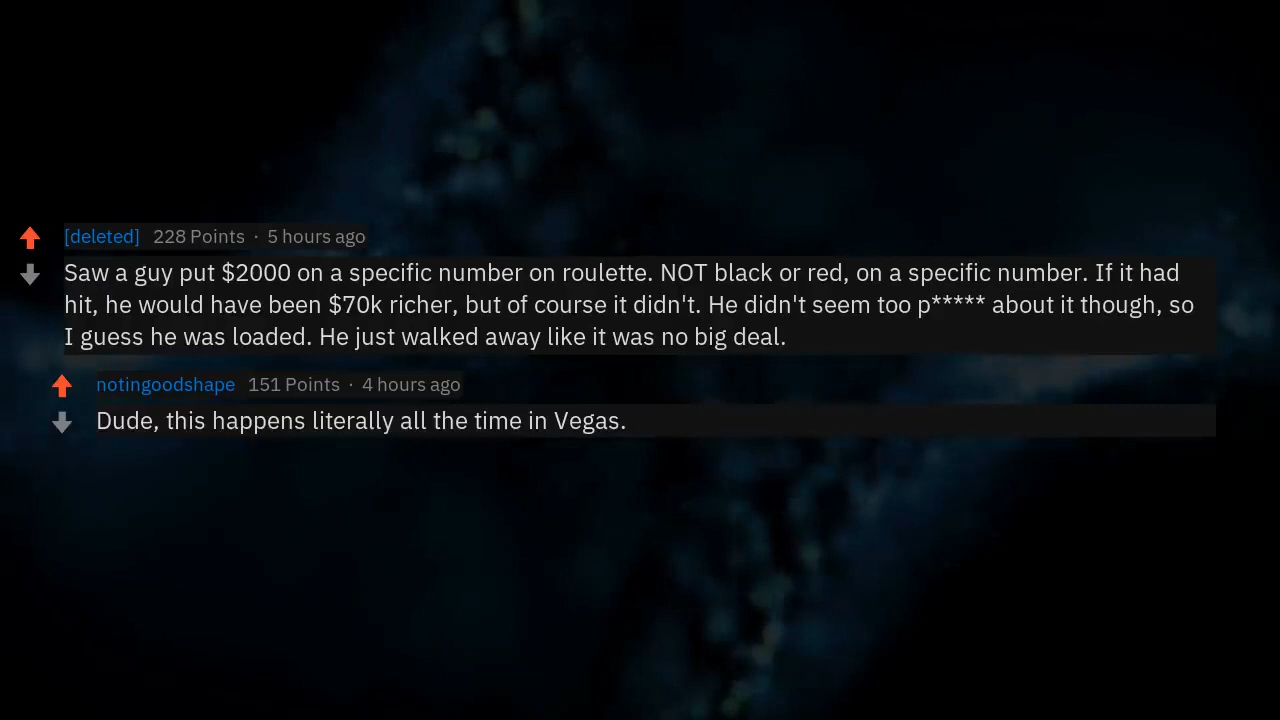 [deleted] 228 Points · 5 hours ago
Saw a guy put $2000 on a specific number on roulette. NOT black or red, on a specific number. If it had
hit, he would have been $70k richer, but of course it didn't. He didn't seem too p***** about it though, so
I guess he was loaded. He just walked away like it was no big deal.
notingoodshape 151 Points · 4 hours ago
Dude, this happens literally all the time in Vegas.